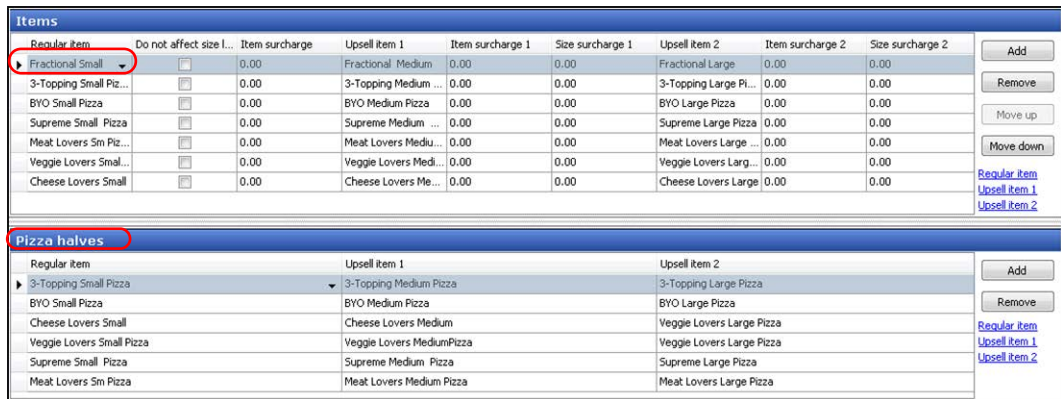 Items
Regular item Do not affect size l... Item surcharge Upsell item 1 Item surcharge 1 Size surcharge 1 Upsell item 2 Item surcharge 2 Size surcharge 2 Add
Fractional Small 0.00 Fractional Medium 0.00 0.00 Fractional Large 0.00 0.00
3-Topping Small Piz... 0.00 3-Topping Medium ... 0.00 0.00 3-Topping Large Pi... 0.00 0.00 Remove
BYO Small Pizza 0.00 BYO Medium Pizza 0.00 0.00 BYO Large Pizza 0.00 0.00
Supreme Small Pizza 0.00 Supreme Medium ... 0.00 0.00 Supreme Large Pizza 0.00 0.00 Move up
Meat Lovers Sm Piz... 0.00 Meat Lovers Mediu... 0.00 0.00 Meat Lovers Large ... 0.00 0.00 Move down
Veggie Lovers Smal... 0.00 Veggie Lovers Medi... 0.00 0.00 Veggie Lovers Larg... 0.00 0.00
Cheese Lovers Small 0.00 Cheese Lovers Me... 0.00 0.00 Cheese Lovers Large 0.00 0.00
Regular item
Upsell item 1
Upsell item 2
Pizza halves
Regular item Upsell item 1 Upsell item 2 Add
3-Topping Small Pizza 3-Topping Medium Pizza 3-Topping Large Pizza
BYO Small Pizza BYO Medium Pizza BYO Large Pizza Remove
Cheese Lovers Small Cheese Lovers Medium Veggie Lovers Large Pizza
Veggie Lovers Small Pizza Veggie Lovers MediumPizza Veggie Lovers Large Pizza
Supreme Small Pizza Supreme Medium Pizza Supreme Large Pizza
Meat Lovers Sm Pizza Meat Lovers Medium Pizza Meat Lovers Large Pizza
Regular item
Upsell item 1
Upsell item 2